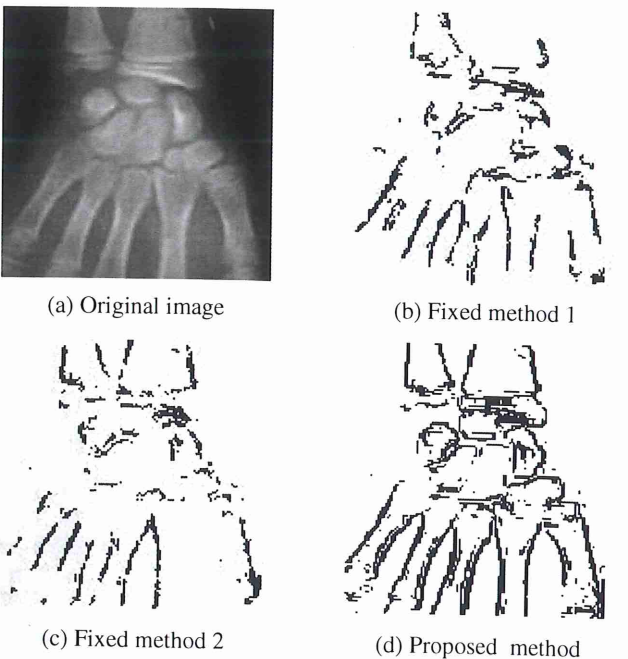 (a) Original image
(b) Fixed method 1
(c) Fixed method 2
(d) Proposed method